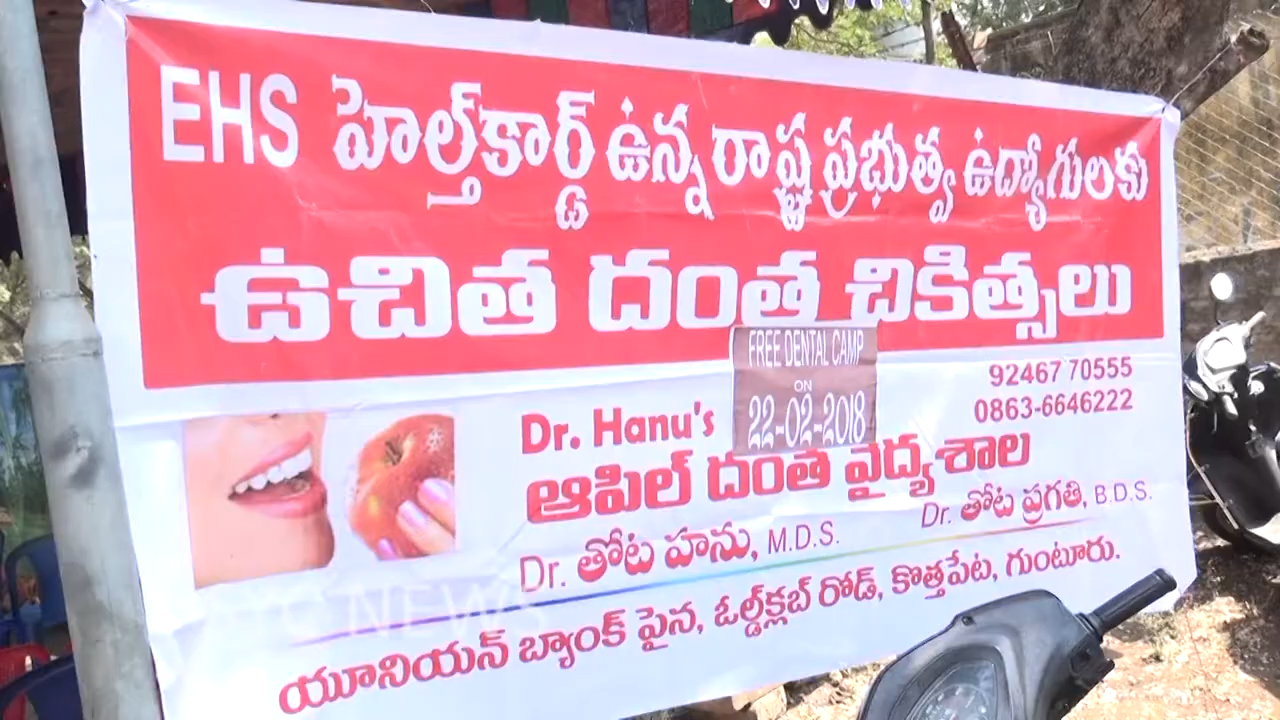 EHS హెల్త్‌కార్డ్ ఉన్న రాష్ట్ర ప్రభుత్వ ఉద్యోగులకు
ఉచిత దంత చికిత్సలు
FREE DENTAL CAMP
ON
22-02-2018
92467 70555
0863-6646222
Dr. Hanu's
ఆపిల్ దంత వైద్యశాల
Dr. తోట హను, M.D.S.
Dr. తోట ప్రగతి, B.D.S.
యూనియన్ బ్యాంక్ పైన, ఓల్డ్‌క్లబ్ రోడ్, కొత్తపేట, గుంటూరు.
NEWS